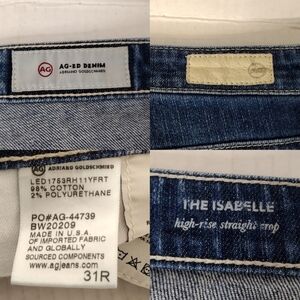 AG
AG-ED DENIM
ADRIANO GOLDSCHMIED
AG ADRIANO GOLDSCHMIED
LED1753RH11YFRT
98% COTTON
2% POLYURETHANE
PO#AG-44739
BW20209
MADE IN U.S.A.
OF IMPORTED FABRIC
AND GLOBALLY
SOURCED COMPONENTS
www.agjeans.com
31R
THE ISABELLE
high-rise straight crop